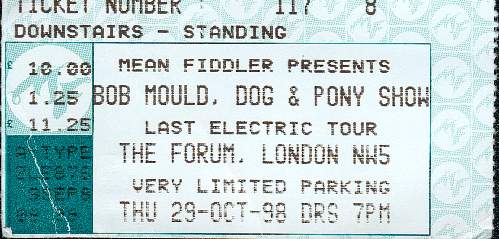 TICKET NUMBER 117 8
DOWNSTAIRS - STANDING
£ 10.00 MEAN FIDDLER PRESENTS
£ 1.25 BOB MOULD, DOG & PONY SHOW
£ 11.25 LAST ELECTRIC TOUR
A-TYPE THE FORUM, LONDON NW5
VERY LIMITED PARKING
THU 29-OCT-98 DRS 7PM